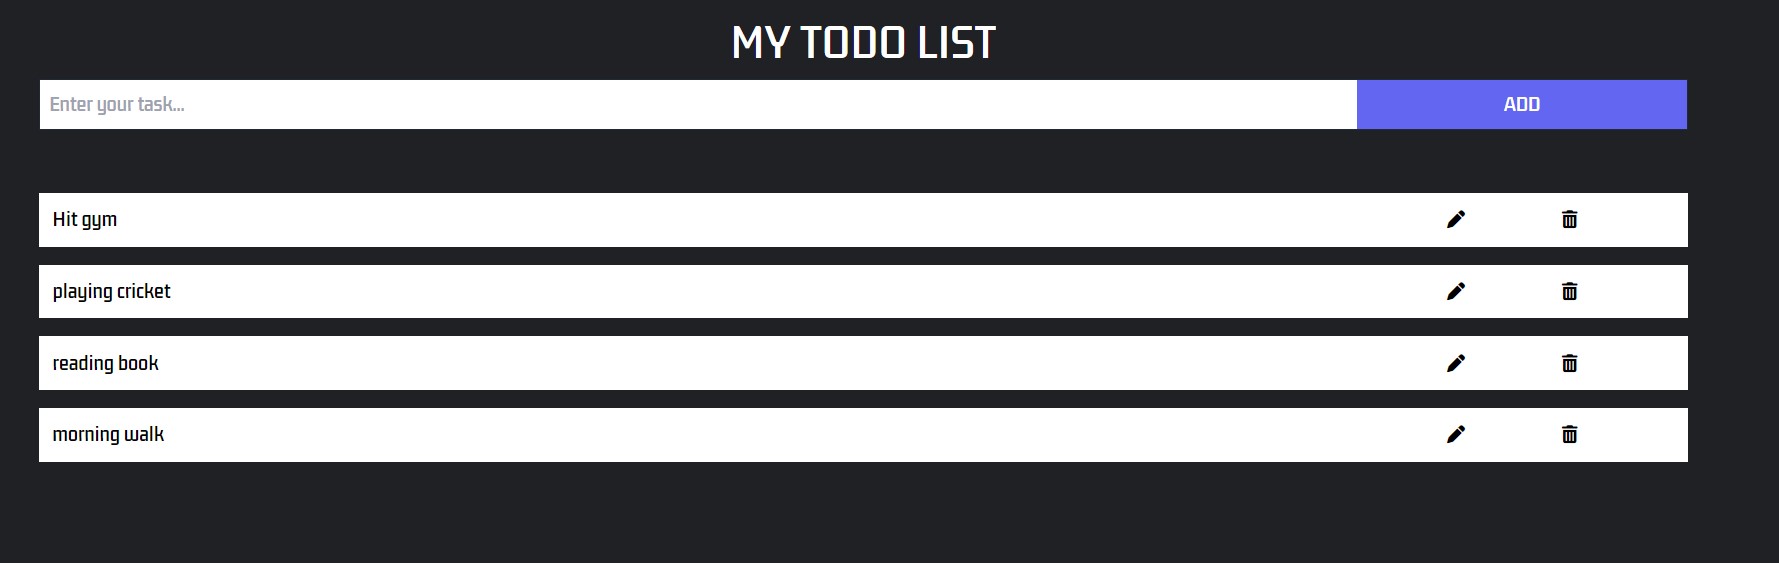 MY TODO LIST
Enter your task...
ADD
Hit gym
playing cricket
reading book
morning walk